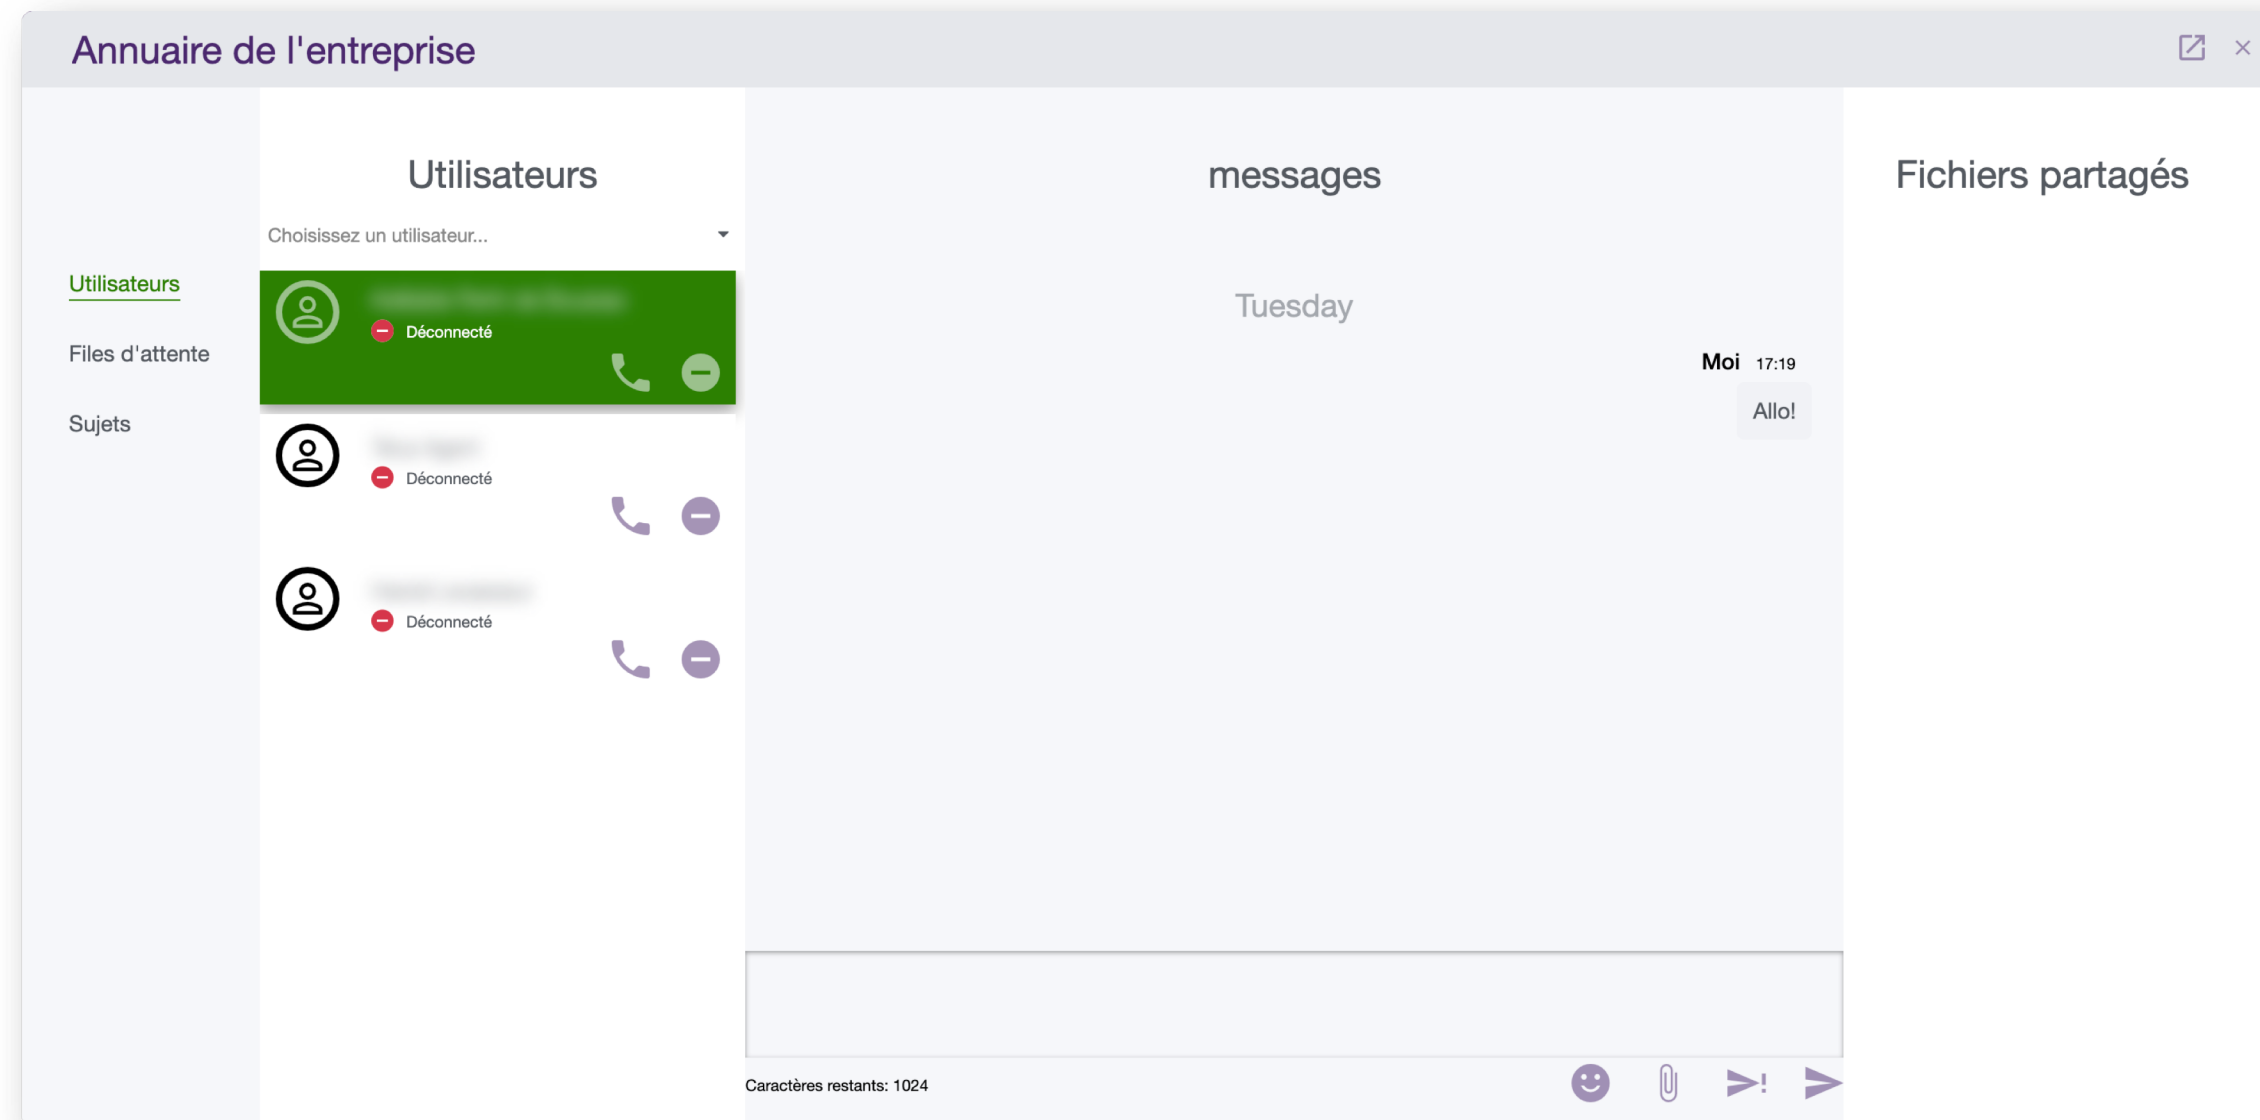 Annuaire de l'entreprise
Utilisateurs
Files d'attente
Sujets
Utilisateurs
Choisissez un utilisateur...
Déconnecté
Déconnecté
Déconnecté
messages
Tuesday
Moi 17:19
Allo!
Caractères restants: 1024
Fichiers partagés